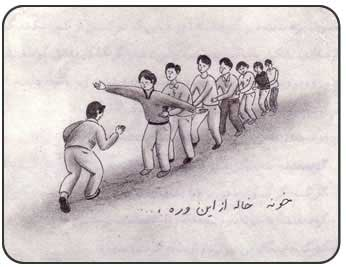 خونه خاله از این وره ، ...